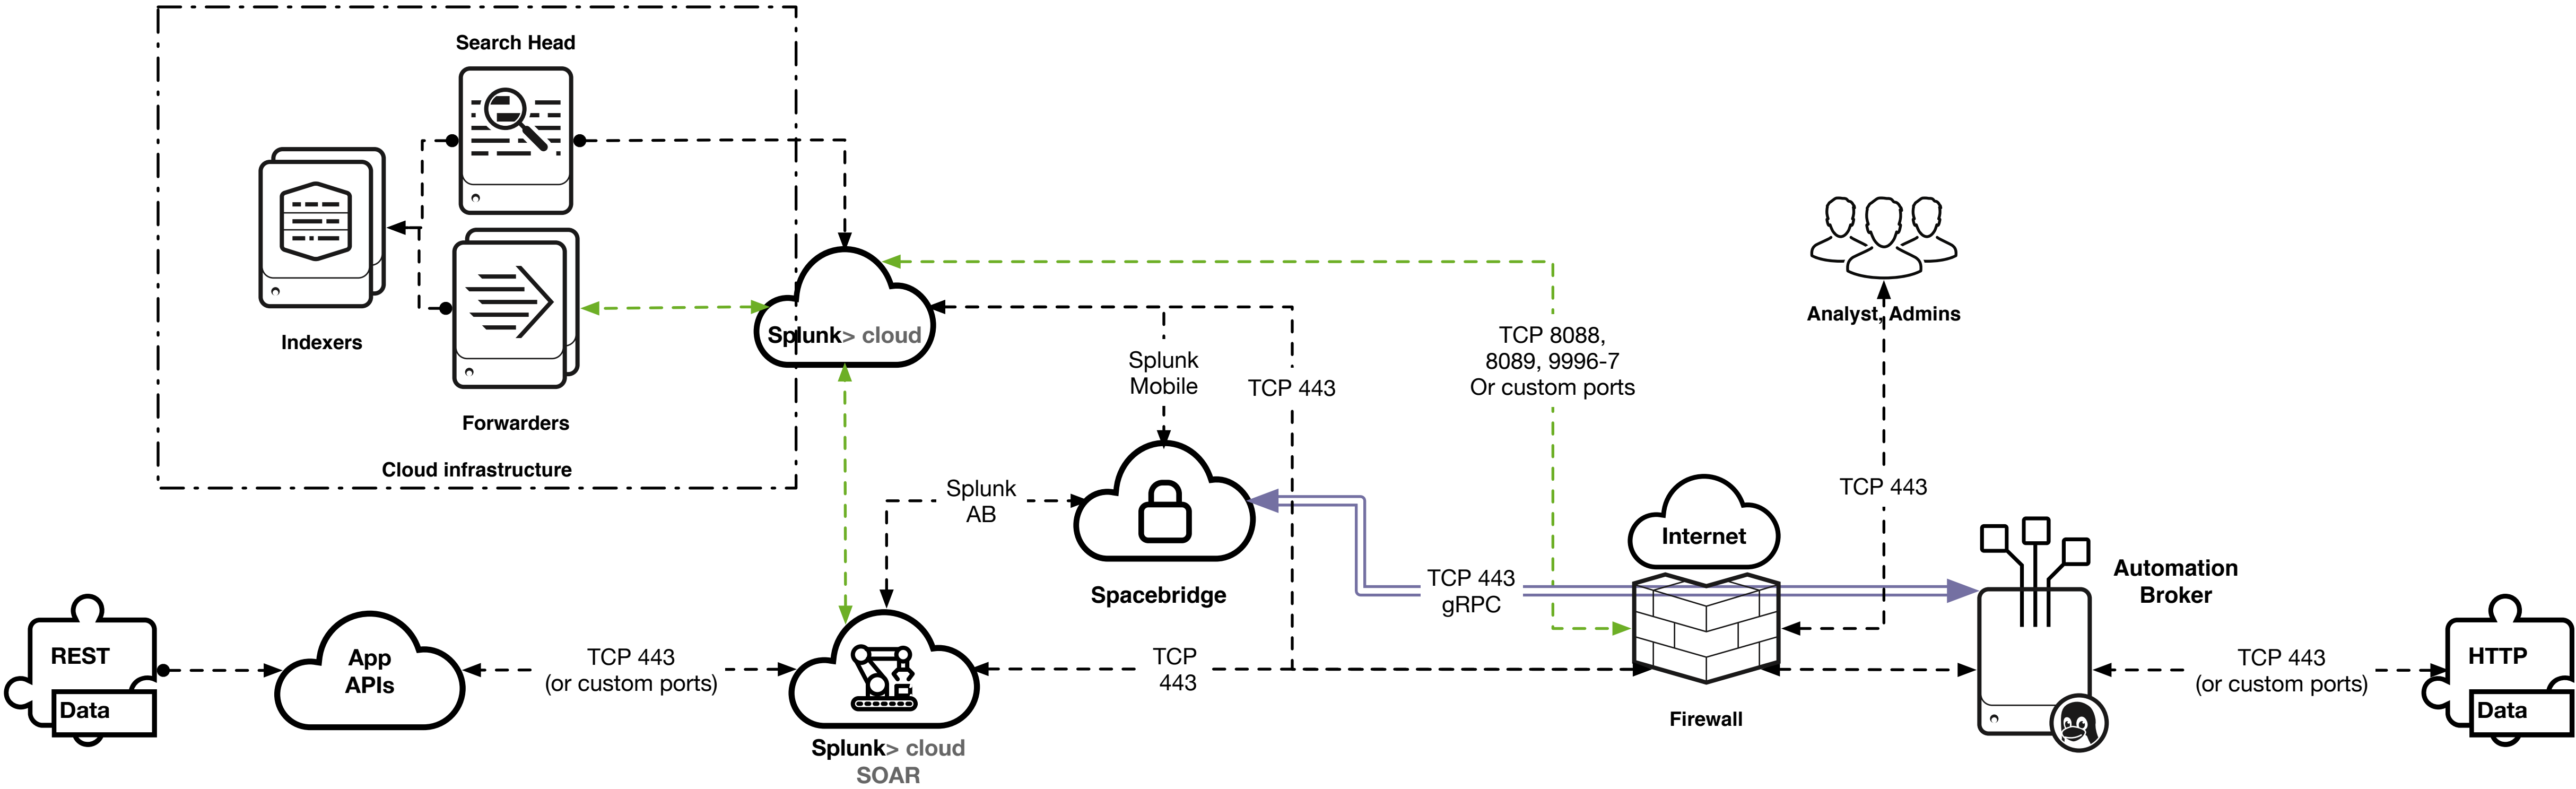 Search Head
Indexers
Forwarders
Cloud infrastructure
Splunk> cloud
Splunk
Mobile
TCP 443
TCP 8088,
8089, 9996-7
Or custom ports
Analyst, Admins
TCP 443
Splunk
AB
Spacebridge
TCP 443
gRPC
Internet
Firewall
Automation
Broker
REST
Data
App
APIs
TCP 443
(or custom ports)
Splunk> cloud
SOAR
TCP
443
TCP 443
(or custom ports)
HTTP
Data